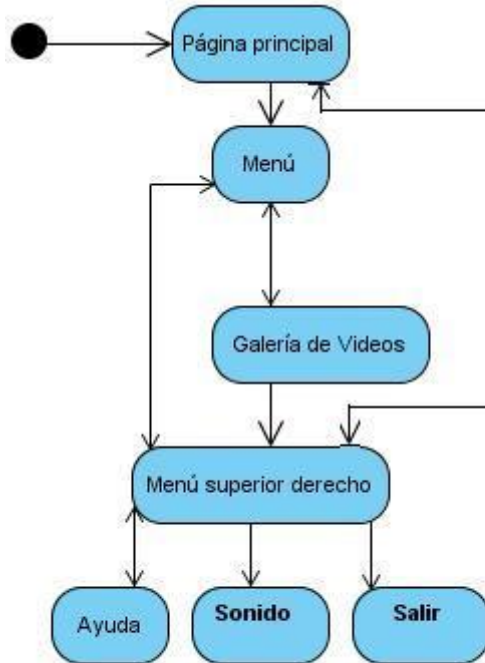 Página principal
Menú
Galería de Videos
Menú superior derecho
Ayuda
Sonido
Salir